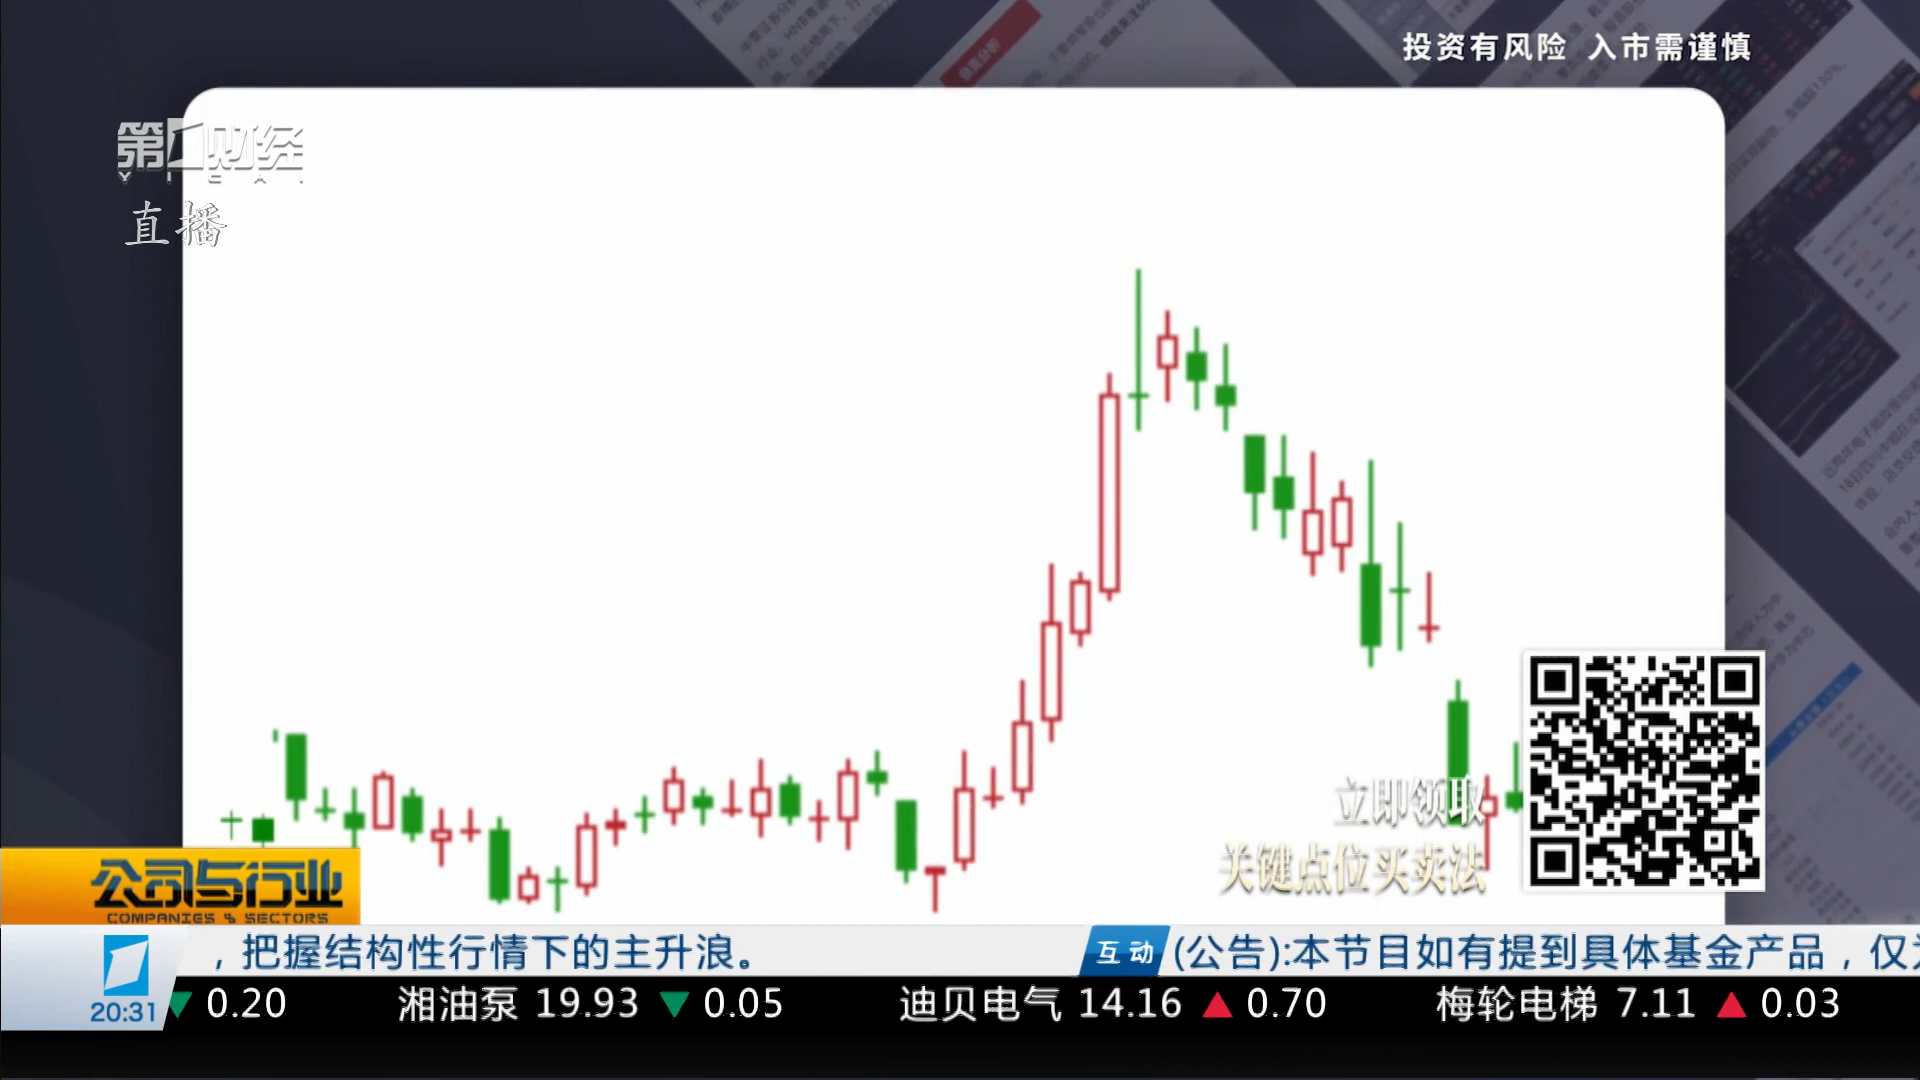 投资有风险 入市需谨慎
第一财经
YICAI
直播
立即领取
关键点位买卖法
公司与行业
COMPANIES & SECTORS
，把握结构性行情下的主升浪。
互动 (公告):本节目如有提到具体基金产品，仅
20:31
▼ 0.20 湘油泵 19.93 ▼ 0.05 迪贝电气 14.16 ▲ 0.70 梅轮电梯 7.11 ▲ 0.03